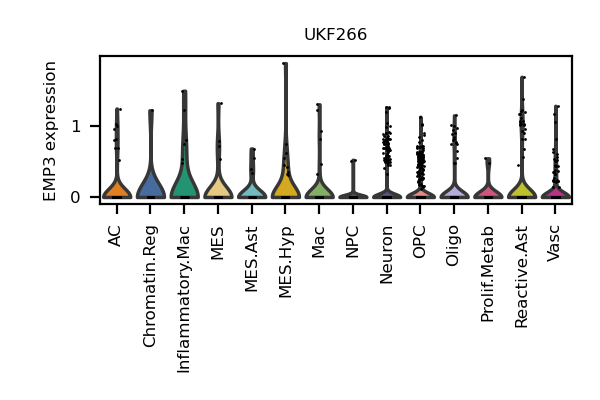 UKF266
EMP3 expression
1
0
AC
Chromatin.Reg
Inflammatory.Mac
MES
MES.Ast
MES.Hyp
Mac
NPC
Neuron
OPC
Oligo
Prolif.Metab
Reactive.Ast
Vasc